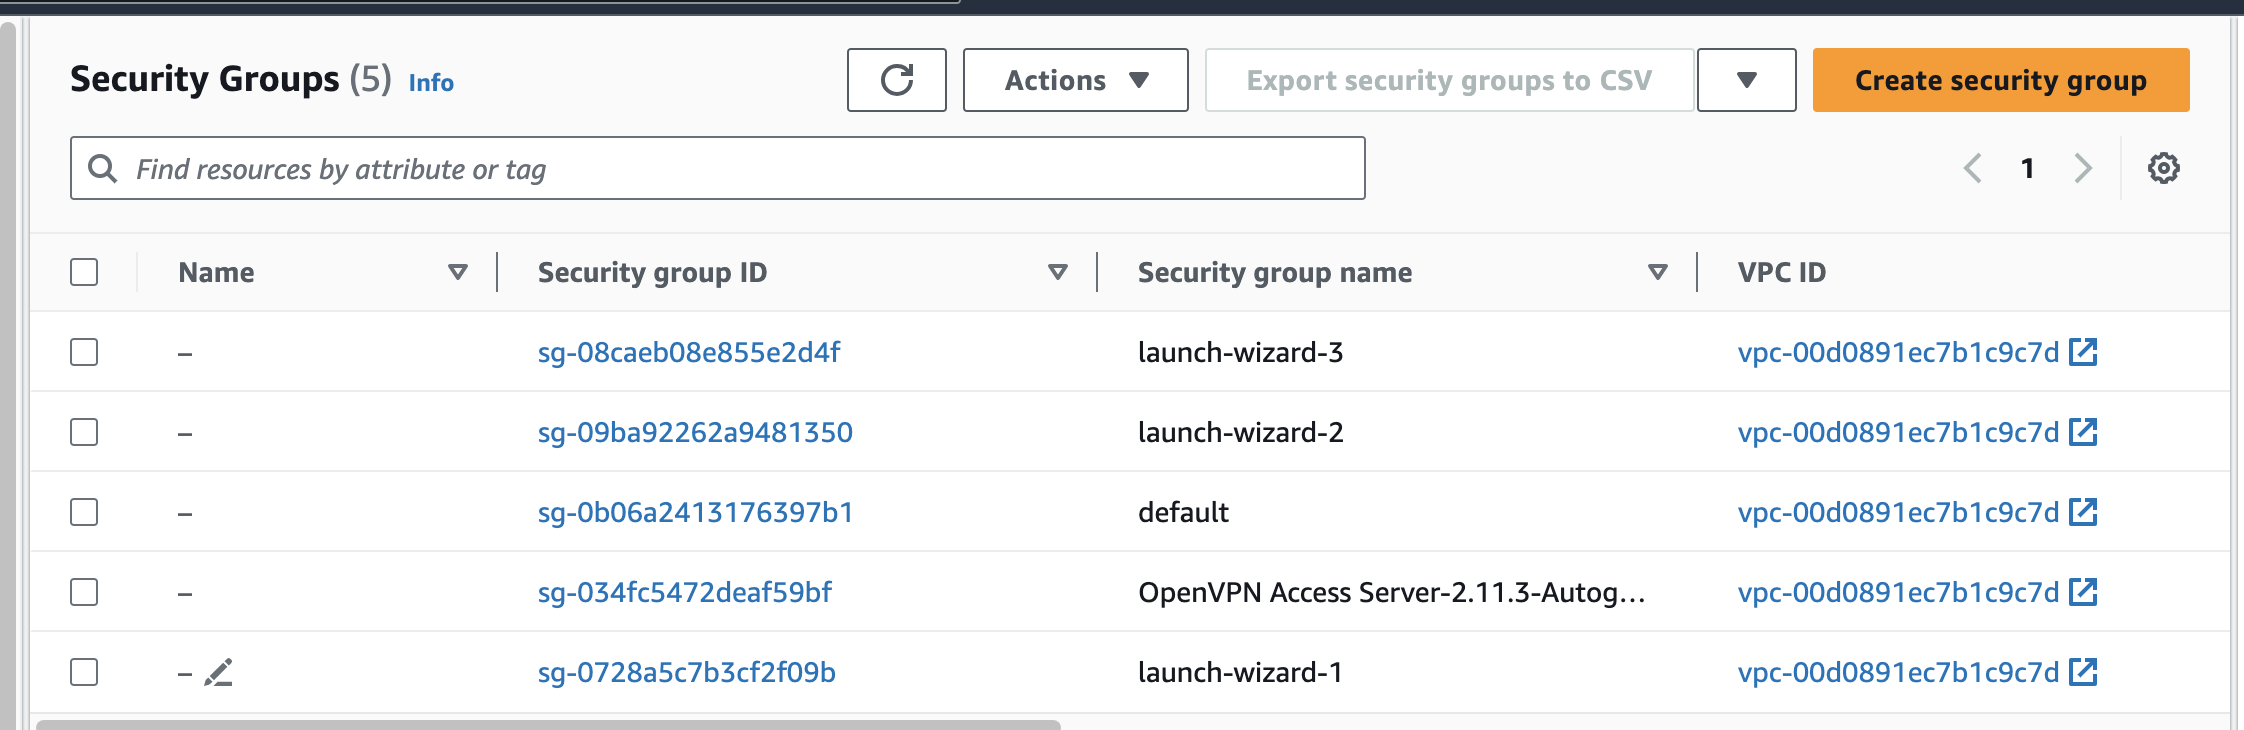 Security Groups (5) Info
Actions
Export security groups to CSV
Create security group
Find resources by attribute or tag
1
Name Security group ID Security group name VPC ID
– sg-08caeb08e855e2d4f launch-wizard-3 vpc-00d0891ec7b1c9c7d
– sg-09ba92262a9481350 launch-wizard-2 vpc-00d0891ec7b1c9c7d
– sg-0b06a2413176397b1 default vpc-00d0891ec7b1c9c7d
– sg-034fc5472deaf59bf OpenVPN Access Server-2.11.3-Autog... vpc-00d0891ec7b1c9c7d
– sg-0728a5c7b3cf2f09b launch-wizard-1 vpc-00d0891ec7b1c9c7d